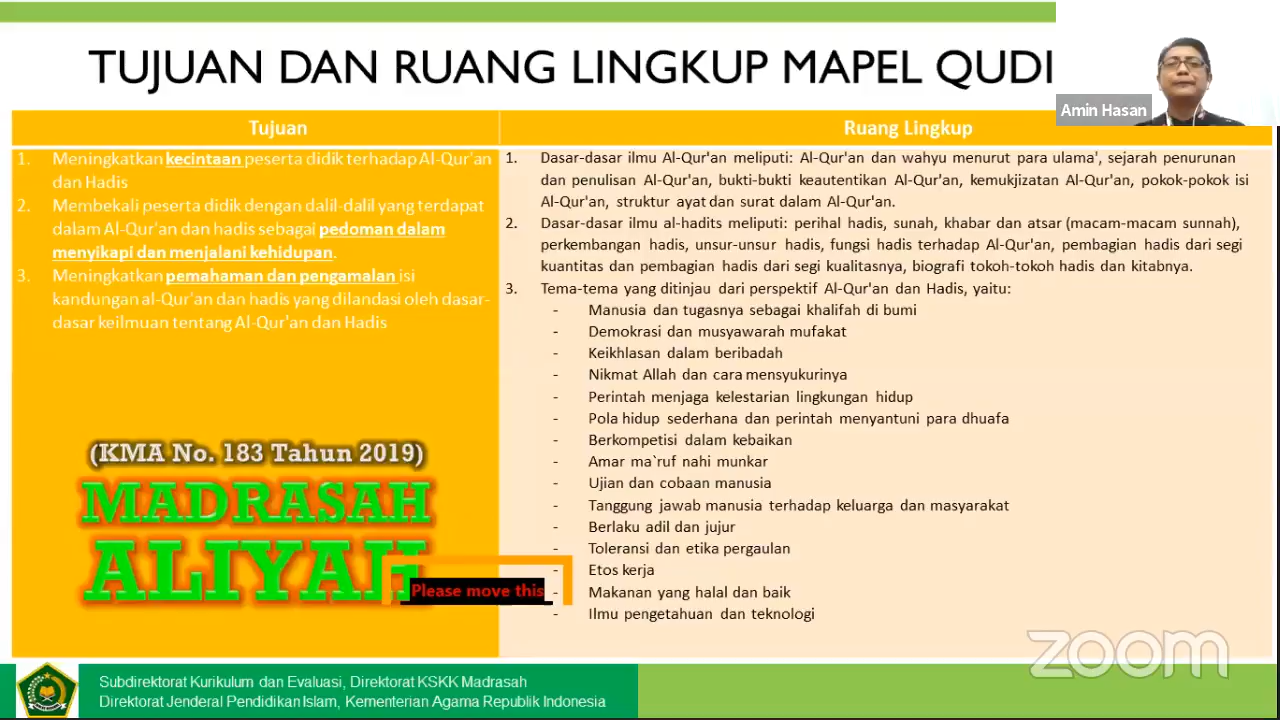 TUJUAN DAN RUANG LINGKUP MAPEL QUDI
Amin Hasan
Tujuan
1. Meningkatkan kecintaan peserta didik terhadap Al-Qur'an
dan Hadis
2. Membekali peserta didik dengan dalil-dalil yang terdapat
dalam Al-Qur'an dan hadis sebagai pedoman dalam
menyikapi dan menjalani kehidupan.
3. Meningkatkan pemahaman dan pengamalan isi
kandungan al-Qur'an dan hadis yang dilandasi oleh dasar-
dasar keilmuan tentang Al-Qur'an dan Hadis
(KMA No. 183 Tahun 2019)
MADRASAH
ALIYAH
Please move this
Ruang Lingkup
1. Dasar-dasar ilmu Al-Qur'an meliputi: Al-Qur'an dan wahyu menurut para ulama', sejarah penurunan
dan penulisan Al-Qur'an, bukti-bukti keautentikan Al-Qur'an, kemukjizatan Al-Qur'an, pokok-pokok isi
Al-Qur'an, struktur ayat dan surat dalam Al-Qur'an.
2. Dasar-dasar ilmu al-hadits meliputi: perihal hadis, sunah, khabar dan atsar (macam-macam sunnah),
perkembangan hadis, unsur-unsur hadis, fungsi hadis terhadap Al-Qur'an, pembagian hadis dari segi
kuantitas dan pembagian hadis dari segi kualitasnya, biografi tokoh-tokoh hadis dan kitabnya.
3. Tema-tema yang ditinjau dari perspektif Al-Qur'an dan Hadis, yaitu:
- Manusia dan tugasnya sebagai khalifah di bumi
- Demokrasi dan musyawarah mufakat
- Keikhlasan dalam beribadah
- Nikmat Allah dan cara mensyukurinya
- Perintah menjaga kelestarian lingkungan hidup
- Pola hidup sederhana dan perintah menyantuni para dhuafa
- Berkompetisi dalam kebaikan
- Amar ma`ruf nahi munkar
- Ujian dan cobaan manusia
- Tanggung jawab manusia terhadap keluarga dan masyarakat
- Berlaku adil dan jujur
- Toleransi dan etika pergaulan
- Etos kerja
- Makanan yang halal dan baik
- Ilmu pengetahuan dan teknologi
zoom
Subdirektorat Kurikulum dan Evaluasi, Direktorat KSKK Madrasah
Direktorat Jenderal Pendidikan Islam, Kementerian Agama Republik Indonesia